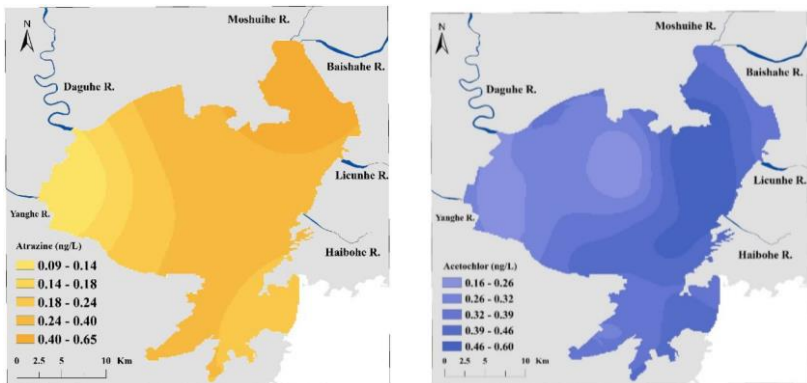 N
Moshuihe R.
Baishahe R.
Daguhe R.
Licunhe R.
Yanghe R.
Haibohe R.
Atrazine (ng/L)
0.09 - 0.14
0.14 - 0.18
0.18 - 0.24
0.24 - 0.40
0.40 - 0.65
0 2.5 5 10 Km
N
Moshuihe R.
Baishahe R.
Daguhe R.
Licunhe R.
Yanghe R.
Haibohe R.
Acetochlor (ng/L)
0.16 - 0.26
0.26 - 0.32
0.32 - 0.39
0.39 - 0.46
0.46 - 0.60
0 2.5 5 10 Km